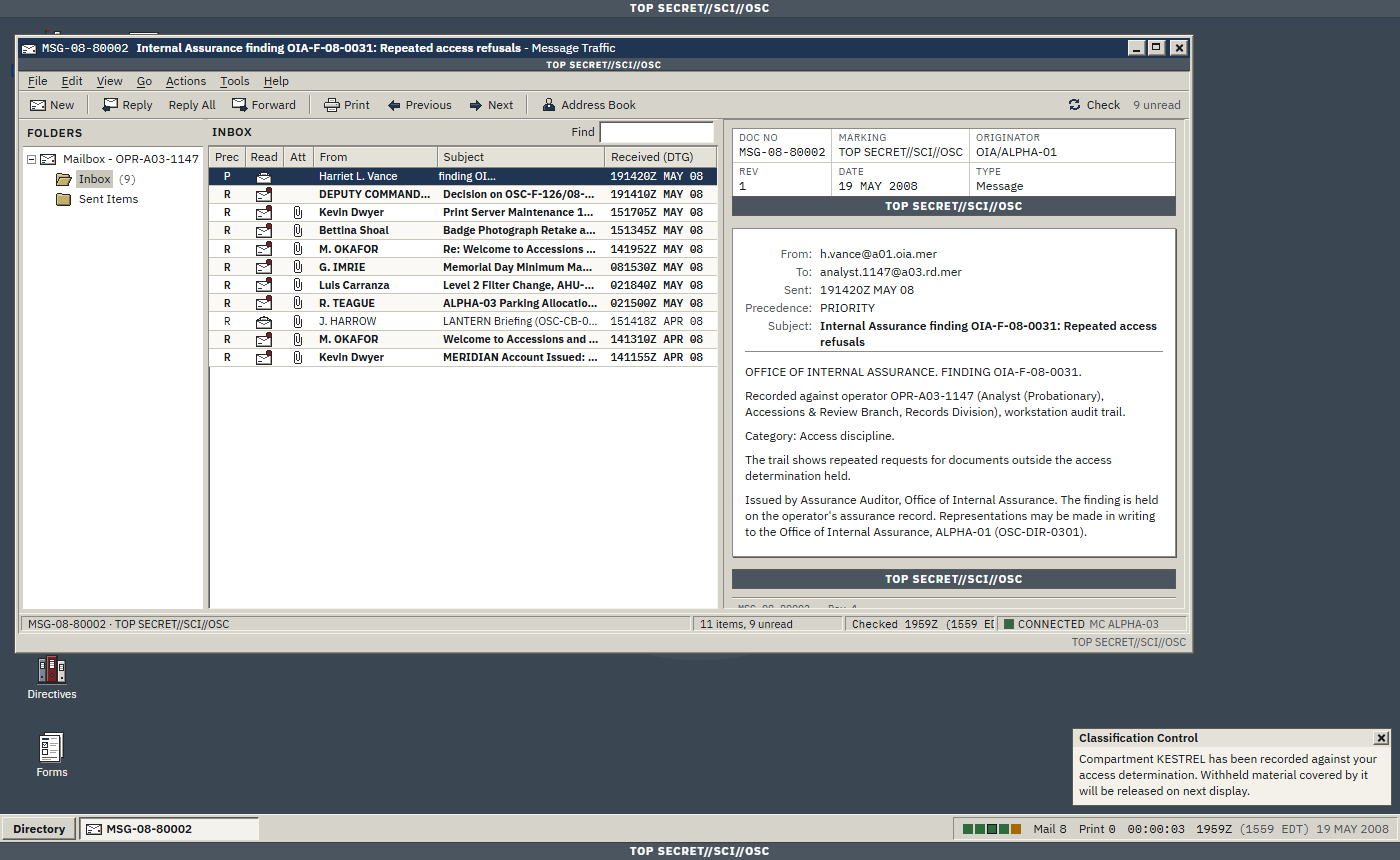 TOP SECRET//SCI//OSC
MSG-08-80002 Internal Assurance finding OIA-F-08-0031: Repeated access refusals - Message Traffic
TOP SECRET//SCI//OSC
File Edit View Go Actions Tools Help
New Reply Reply All Forward Print Previous Next Address Book Check 9 unread
FOLDERS
Mailbox - OPR-A03-1147
Inbox (9)
Sent Items
INBOX Find
Prec Read Att From Subject Received (DTG)
P Harriet L. Vance finding OI... 191420Z MAY 08
R DEPUTY COMMAND... Decision on OSC-F-126/08-... 191410Z MAY 08
R Kevin Dwyer Print Server Maintenance 1... 151705Z MAY 08
R Bettina Shoal Badge Photograph Retake a... 151345Z MAY 08
R M. OKAFOR Re: Welcome to Accessions ... 141952Z MAY 08
R G. IMRIE Memorial Day Minimum Ma... 081530Z MAY 08
R Luis Carranza Level 2 Filter Change, AHU-... 021840Z MAY 08
R R. TEAGUE ALPHA-03 Parking Allocatio... 021500Z MAY 08
R J. HARROW LANTERN Briefing (OSC-CB-0... 151418Z APR 08
R M. OKAFOR Welcome to Accessions and ... 141310Z APR 08
R Kevin Dwyer MERIDIAN Account Issued: ... 141155Z APR 08
DOC NO MARKING ORIGINATOR
MSG-08-80002 TOP SECRET//SCI//OSC OIA/ALPHA-01
REV DATE TYPE
1 19 MAY 2008 Message
TOP SECRET//SCI//OSC
From: h.vance@a01.oia.mer
To: analyst.1147@a03.rd.mer
Sent: 191420Z MAY 08
Precedence: PRIORITY
Subject: Internal Assurance finding OIA-F-08-0031: Repeated access
refusals
OFFICE OF INTERNAL ASSURANCE. FINDING OIA-F-08-0031.
Recorded against operator OPR-A03-1147 (Analyst (Probationary),
Accessions & Review Branch, Records Division), workstation audit trail.
Category: Access discipline.
The trail shows repeated requests for documents outside the access
determination held.
Issued by Assurance Auditor, Office of Internal Assurance. The finding is held
on the operator's assurance record. Representations may be made in writing
to the Office of Internal Assurance, ALPHA-01 (OSC-DIR-0301).
TOP SECRET//SCI//OSC
MSG-08-80002 · TOP SECRET//SCI//OSC 11 items, 9 unread Checked 1959Z (1559 CONNECTED MC ALPHA-03
TOP SECRET//SCI//OSC
Directives
Forms
Classification Control
Compartment KESTREL has been recorded against your
access determination. Withheld material covered by it
will be released on next display.
Directory MSG-08-80002 Mail 8 Print 0 00:00:03 1959Z (1559 EDT) 19 MAY 2008
TOP SECRET//SCI//OSC